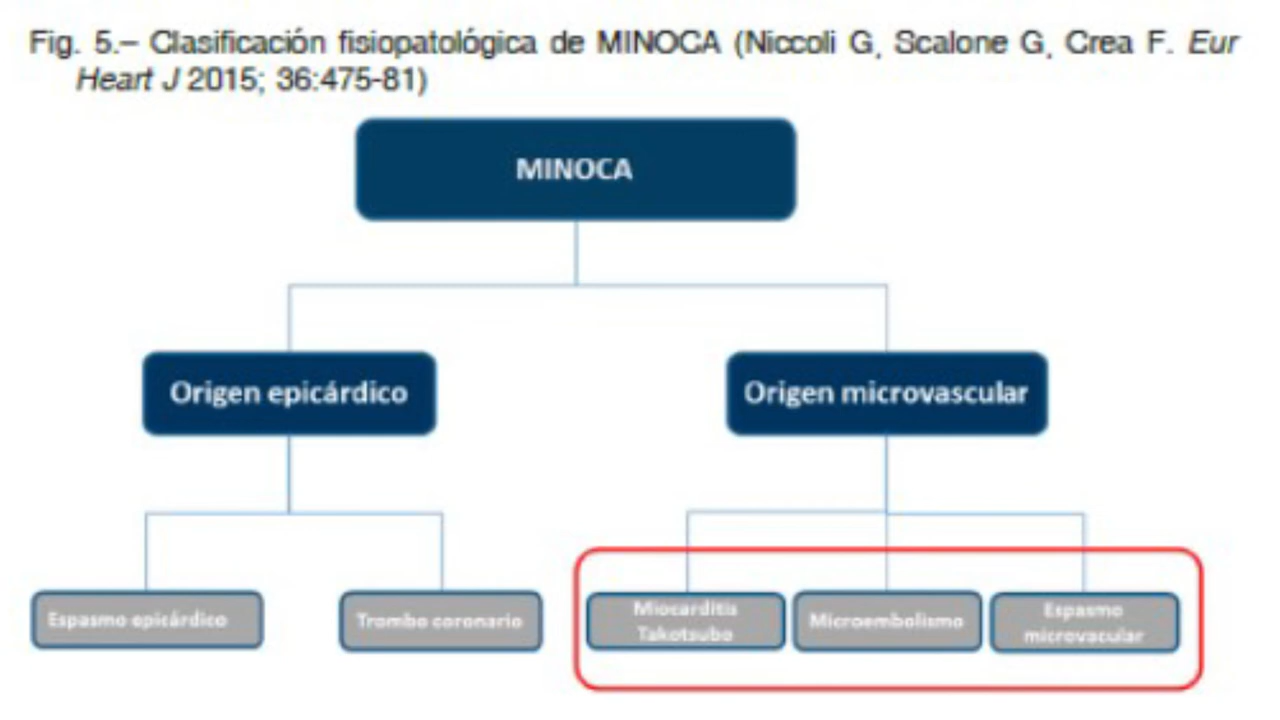 Fig. 5.– Clasificación fisiopatológica de MINOCA (Niccoli G, Scalone G, Crea F. Eur
Heart J 2015; 36:475-81)
MINOCA
Origen epicárdico
Origen microvascular
Espasmo epicárdico
Trombo coronario
Miocarditis
Takotsubo
Microembolismo
Espasmo
microvacular